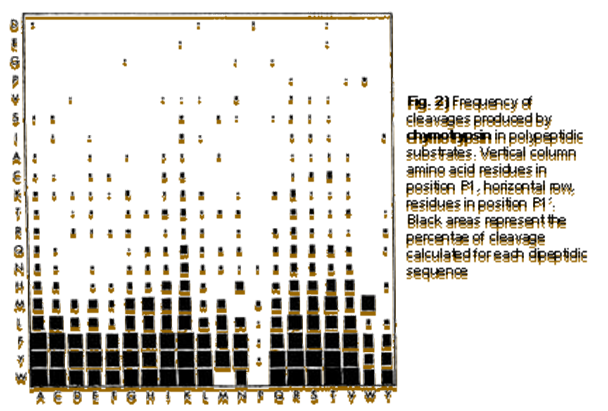 D
E
G
P
V
S
I
A
C
K
T
R
Q
N
H
M
L
F
Y
W
A C D E F G H I K L M N P Q R S T V W Y
Fig. 2) Frequency of
cleavages produced by
chymotrypsin in polypeptidic
substrates. Vertical column
amino acid residues in
position P1, horizontal row,
residues in position P1'.
Black areas represent the
percentae of cleavage
calculated for each dipeptidic
sequence